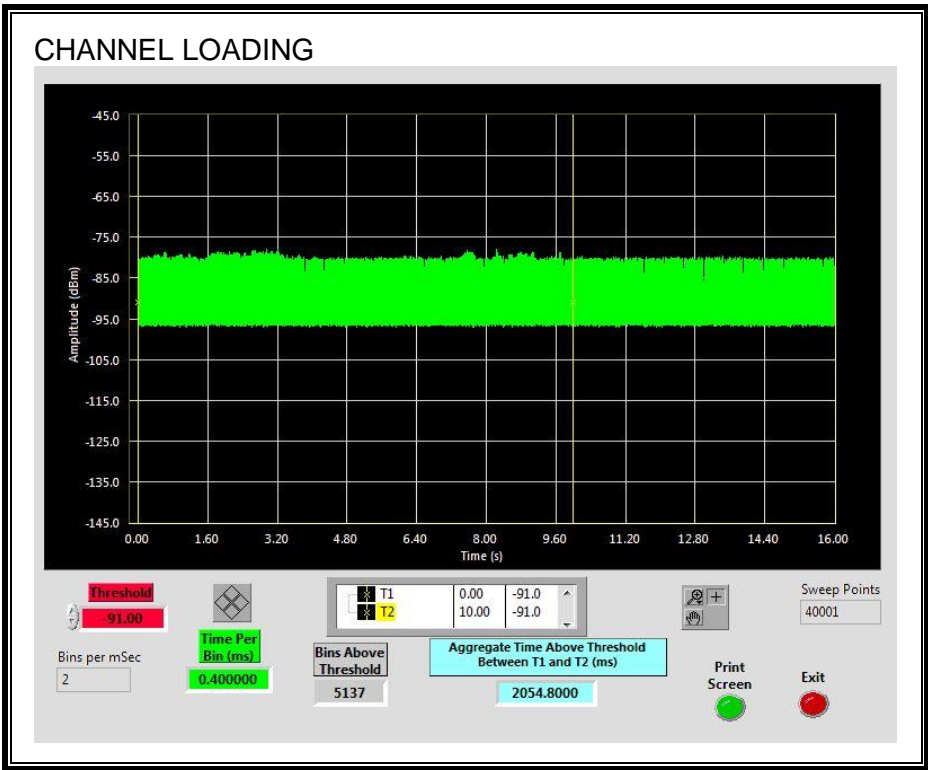 CHANNEL LOADING
Amplitude (dBm)
-45.0
-55.0
-65.0
-75.0
-85.0
-95.0
-105.0
-115.0
-125.0
-135.0
-145.0
0.00 1.60 3.20 4.80 6.40 8.00 9.60 11.20 12.80 14.40 16.00
Time (s)
Threshold
-91.00
Bins per mSec
2
Time Per
Bin (ms)
0.400000
T1 0.00 -91.0
T2 10.00 -91.0
Bins Above
Threshold
5137
Aggregate Time Above Threshold
Between T1 and T2 (ms)
2054.8000
Sweep Points
40001
Print
Screen
Exit